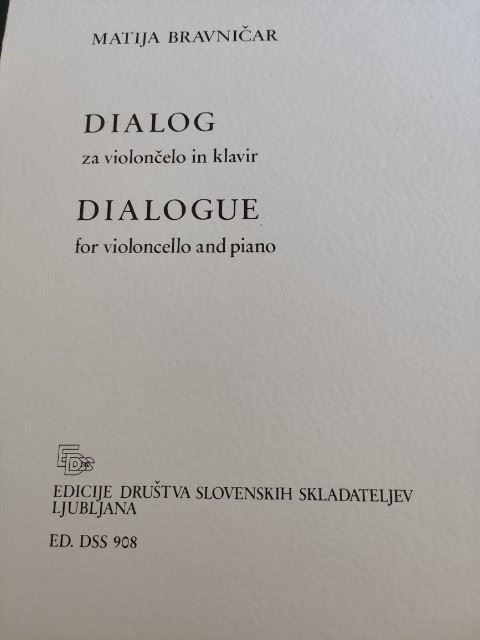 MATIJA BRAVNIČAR
DIALOG
za violončelo in klavir
DIALOGUE
for violoncello and piano
EDSS
EDICIJE DRUŠTVA SLOVENSKIH SKLADATELJEV
LJUBLJANA
ED. DSS 908